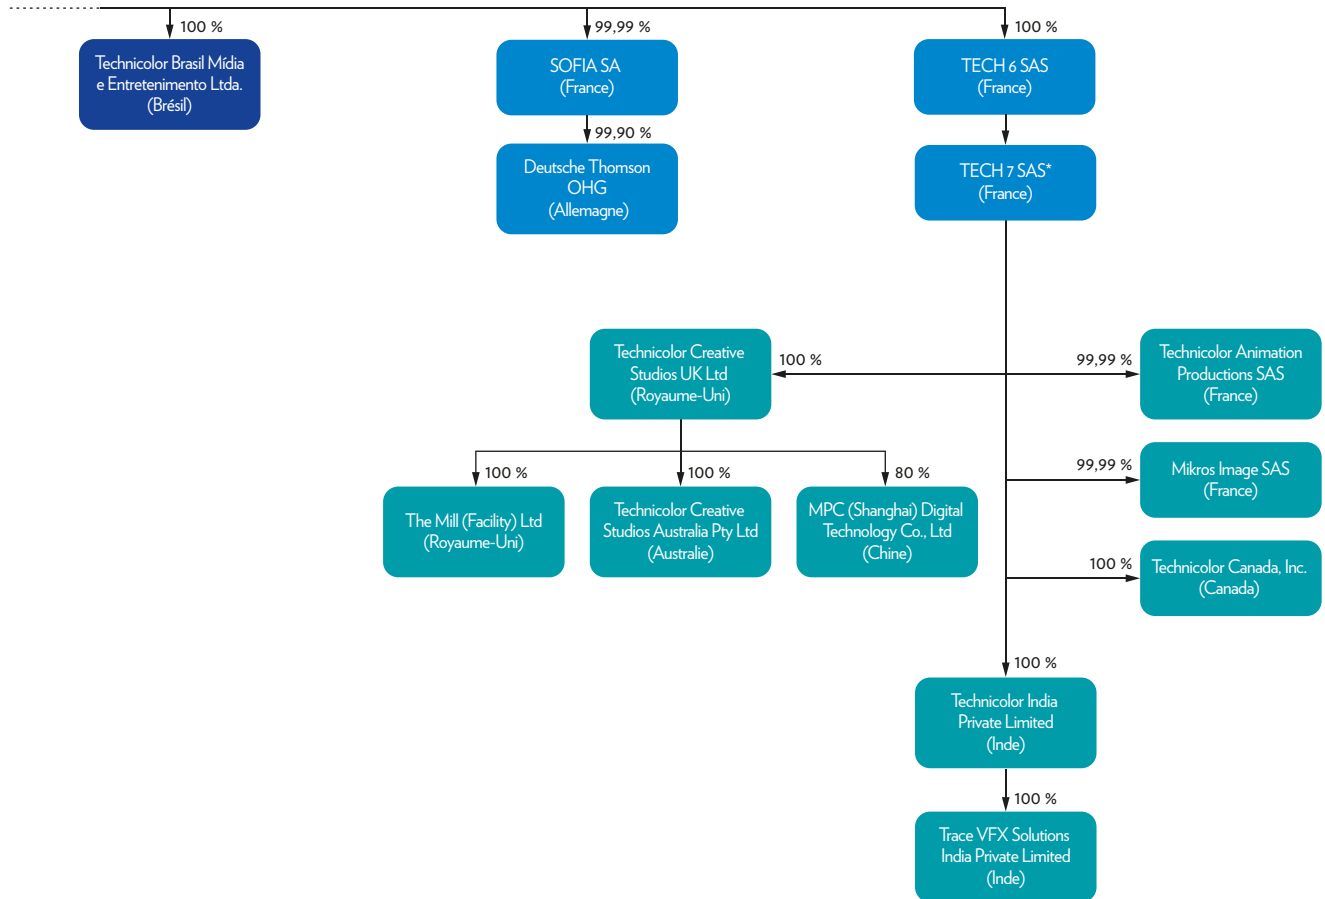 100 %
99,99 %
100 %
Technicolor Brasil Mídia
e Entretenimento Ltda.
(Brésil)
SOFIA SA
(France)
TECH 6 SAS
(France)
99,90 %
Deutsche Thomson
OHG
(Allemagne)
TECH 7 SAS*
(France)
Technicolor Creative
Studios UK Ltd
(Royaume-Uni)
100 %
99,99 %
Technicolor Animation
Productions SAS
(France)
100 %
100 %
80 %
99,99 %
Mikros Image SAS
(France)
The Mill (Facility) Ltd
(Royaume-Uni)
Technicolor Creative
Studios Australia Pty Ltd
(Australie)
MPC (Shanghai) Digital
Technology Co., Ltd
(Chine)
100 %
Technicolor Canada, Inc.
(Canada)
100 %
Technicolor India
Private Limited
(Inde)
100 %
Trace VFX Solutions
India Private Limited
(Inde)